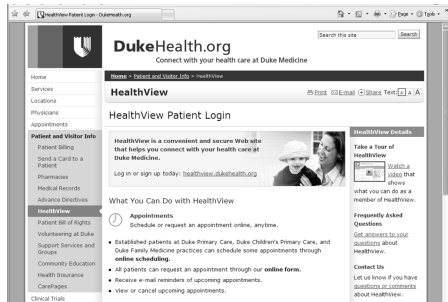 HealthView Patient Login - DukeHealth.org
Page
Tools
Search this site
Search
DukeHealth.org
Connect with your health care at Duke Medicine
Home
Services
Locations
Physicians
Appointments
Patient and Visitor Info
Patient Billing
Send a Card to a
Patient
Pharmacies
Medical Records
Advance Directives
HealthView
Patient Bill of Rights
Volunteering at Duke
Support Services and
Groups
Community Education
Health Insurance
CarePages
Clinical Trials
Home > Patient and Visitor Info > HealthView
HealthView
Print E-mail Share Text: A A A
HealthView Patient Login
HealthView is a convenient and secure Web site
that helps you connect with your health care at
Duke Medicine.
Log in or sign up today: healthview.dukehealth.org
What You Can Do with HealthView
Appointments
Schedule or request an appointment online, anytime.
Established patients at Duke Primary Care, Duke Children's Primary Care, and
Duke Family Medicine practices can schedule some appointments through
online scheduling.
All patients can request an appointment through our online form.
Receive e-mail reminders of upcoming appointments.
View or cancel upcoming appointments.
HealthView Details
Take a Tour of
HealthView
Watch a
video that
shows
what you can do as a
member of HealthView.
Frequently Asked
Questions
Get answers to your
questions about
HealthView.
Contact Us
Let us know if you have
questions or comments
about HealthView.